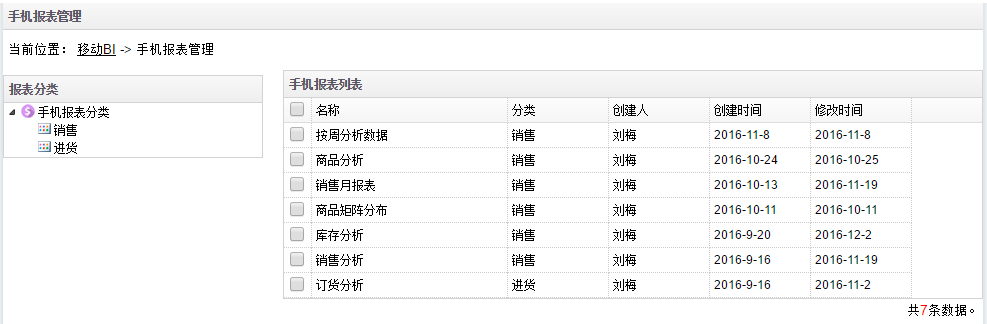 手机报表管理
当前位置： 移动BI -> 手机报表管理
报表分类
手机报表分类
销售
进货
手机报表列表
名称 分类 创建人 创建时间 修改时间
按周分析数据 销售 刘梅 2016-11-8 2016-11-8
商品分析 销售 刘梅 2016-10-24 2016-10-25
销售月报表 销售 刘梅 2016-10-13 2016-11-19
商品矩阵分布 销售 刘梅 2016-10-11 2016-10-11
库存分析 销售 刘梅 2016-9-20 2016-12-2
销售分析 销售 刘梅 2016-9-16 2016-11-19
订货分析 进货 刘梅 2016-9-16 2016-11-2
共7条数据。